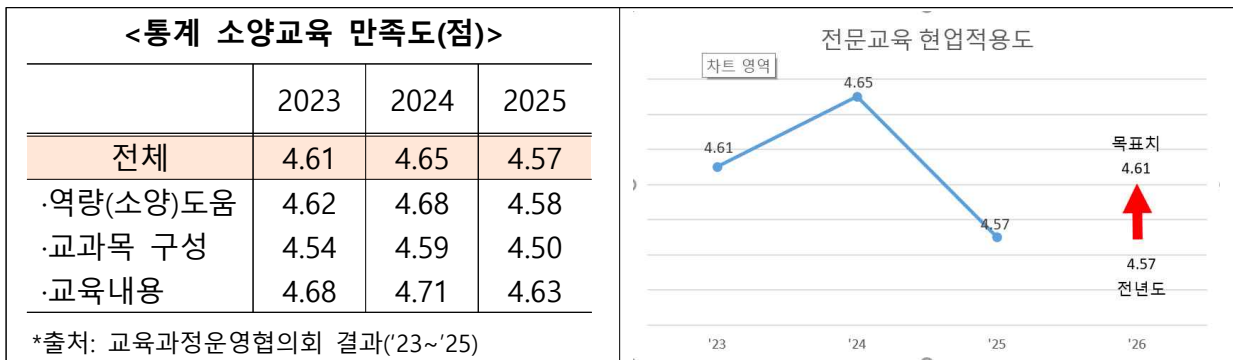 <통계 소양교육 만족도(점)>
2023 2024 2025
전체 4.61 4.65 4.57
·역량(소양)도움 4.62 4.68 4.58
·교과목 구성 4.54 4.59 4.50
·교육내용 4.68 4.71 4.63
*출처: 교육과정운영협의회 결과('23~'25)
전문교육 현업적용도
차트 영역
4.65
4.61
4.57
목표치
4.61
4.57
전년도
'23 '24 '25 '26